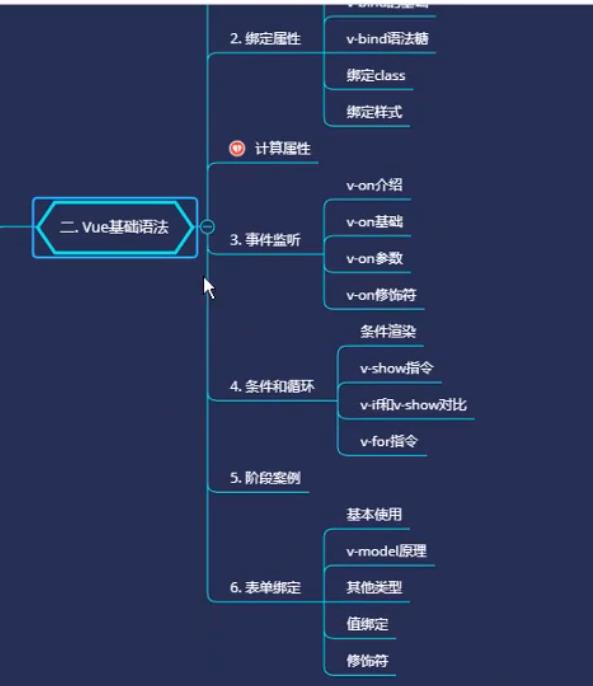 2. 绑定属性
v-bind语法糖
绑定class
绑定样式
计算属性
二. Vue基础语法
3. 事件监听
v-on介绍
v-on基础
v-on参数
v-on修饰符
4. 条件和循环
条件渲染
v-show指令
v-if和v-show对比
v-for指令
5. 阶段案例
6. 表单绑定
基本使用
v-model原理
其他类型
值绑定
修饰符